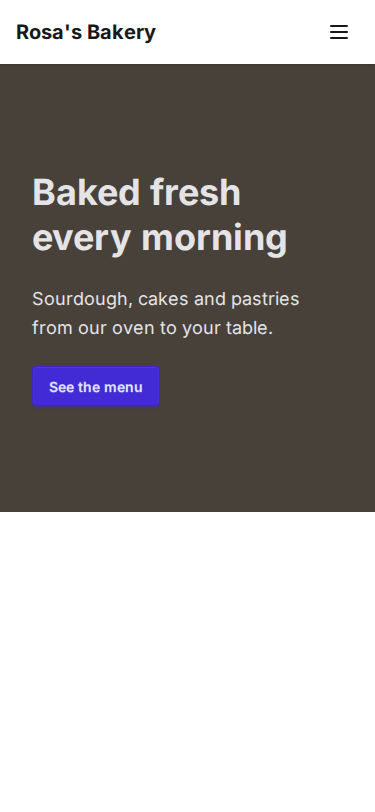 Rosa's Bakery
Baked fresh
every morning
Sourdough, cakes and pastries
from our oven to your table.
See the menu